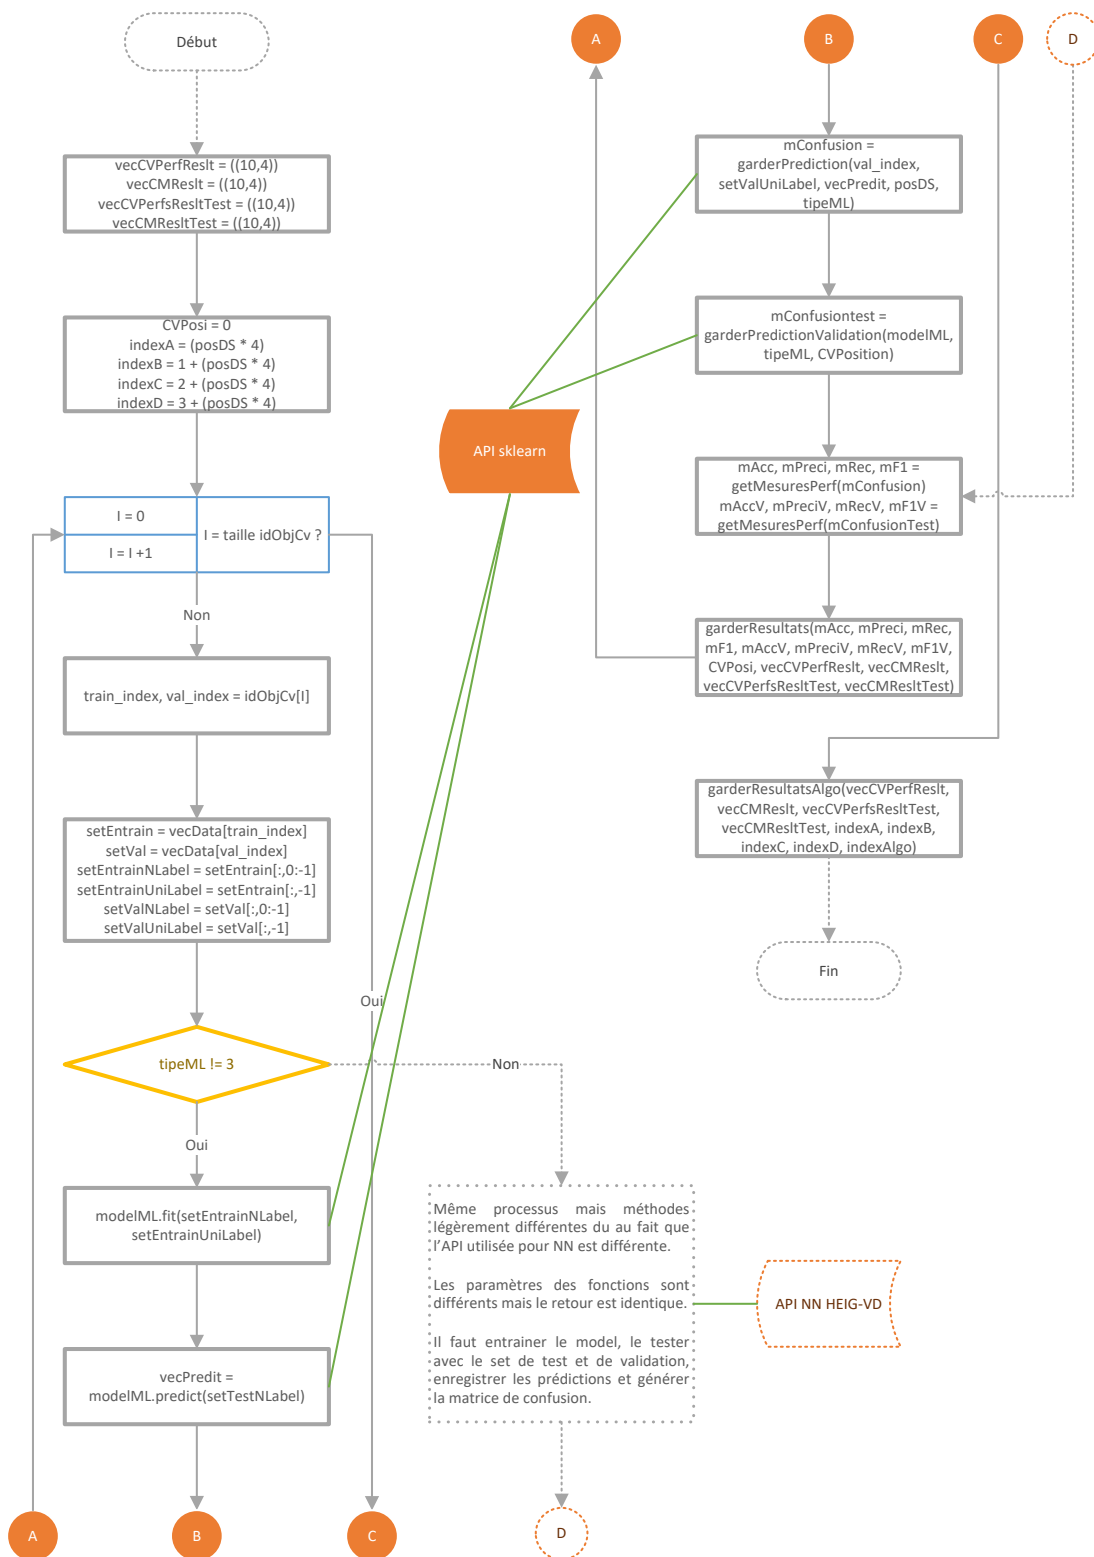 Début
vecCVPerfReslt = ((10,4))
vecCMReslt = ((10,4))
vecCVPerfsResltTest = ((10,4))
vecCMResltTest = ((10,4))
CVPosi = 0
indexA = (posDS * 4)
indexB = 1 + (posDS * 4)
indexC = 2 + (posDS * 4)
indexD = 3 + (posDS * 4)
I = 0
I = I +1
I = taille idObjCv ?
Non
train_index, val_index = idObjCv[I]
setEntrain = vecData[train_index]
setVal = vecData[val_index]
setEntrainNLabel = setEntrain[:,0:-1]
setEntrainUniLabel = setEntrain[:,-1]
setValNLabel = setVal[:,0:-1]
setValUniLabel = setVal[:,-1]
Oui
tipeML != 3
Non
Oui
modelML.fit(setEntrainNLabel,
setEntrainUniLabel)
vecPredit =
modelML.predict(setTestNLabel)
A
B
C
Même processus mais méthodes
légèrement différentes du au fait que
l'API utilisée pour NN est différente.
Les paramètres des fonctions sont
différents mais le retour est identique.
Il faut entrainer le model, le tester
avec le set de test et de validation,
enregistrer les prédictions et générer
la matrice de confusion.
API NN HEIG-VD
D
A
B
C
D
mConfusion =
garderPrediction(val_index,
setValUniLabel, vecPredit, posDS,
tipeML)
mConfusiontest =
garderPredictionValidation(modelML,
tipeML, CVPosition)
API sklearn
mAcc, mPreci, mRec, mF1 =
getMesuresPerf(mConfusion)
mAccV, mPreciV, mRecV, mF1V =
getMesuresPerf(mConfusionTest)
garderResultats(mAcc, mPreci, mRec,
mF1, mAccV, mPreciV, mRecV, mF1V,
CVPosi, vecCVPerfReslt, vecCMReslt,
vecCVPerfsResltTest, vecCMResltTest)
garderResultatsAlgo(vecCVPerfReslt,
vecCMReslt, vecCVPerfsResltTest,
vecCMResltTest, indexA, indexB,
indexC, indexD, indexAlgo)
Fin